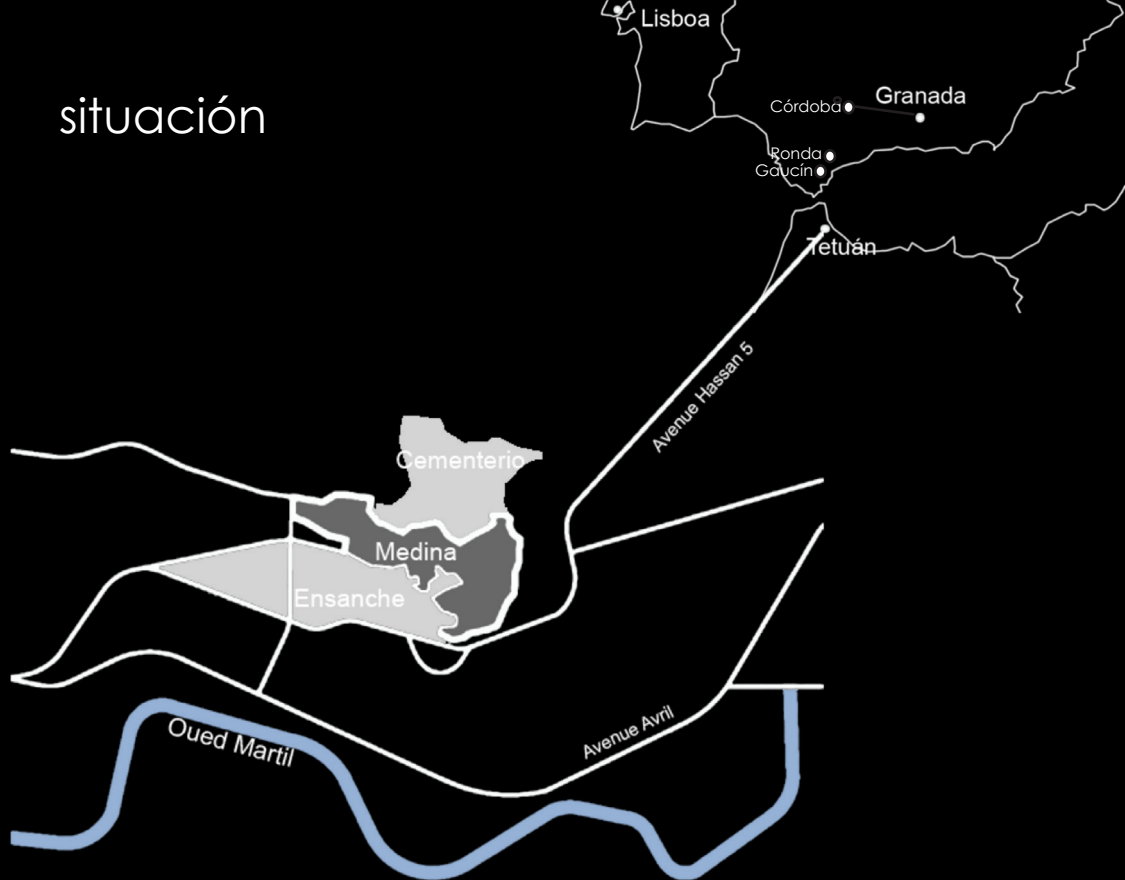 Lisboa
situación
Granada
Córdoba
Ronda
Gaucín
Tetuán
Avenue Hassan 5
Cementerio
Medina
Ensanche
Avenue Avril
Oued Martil